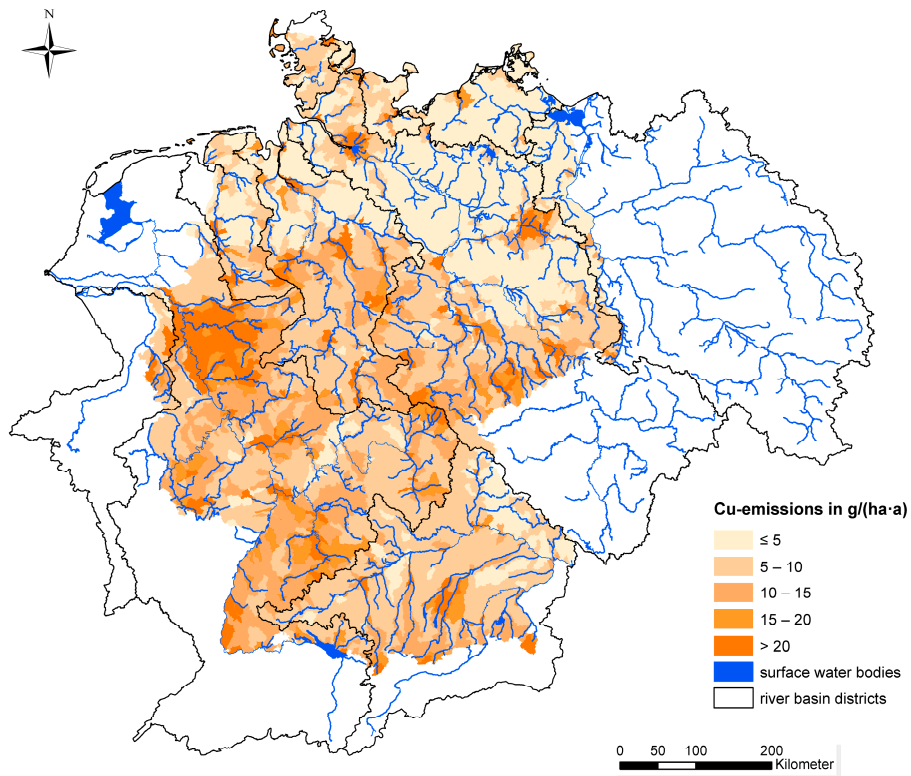 N
Cu-emissions in g/(ha·a)
≤ 5
5 – 10
10 – 15
15 – 20
> 20
surface water bodies
river basin districts
0 50 100 200
Kilometer